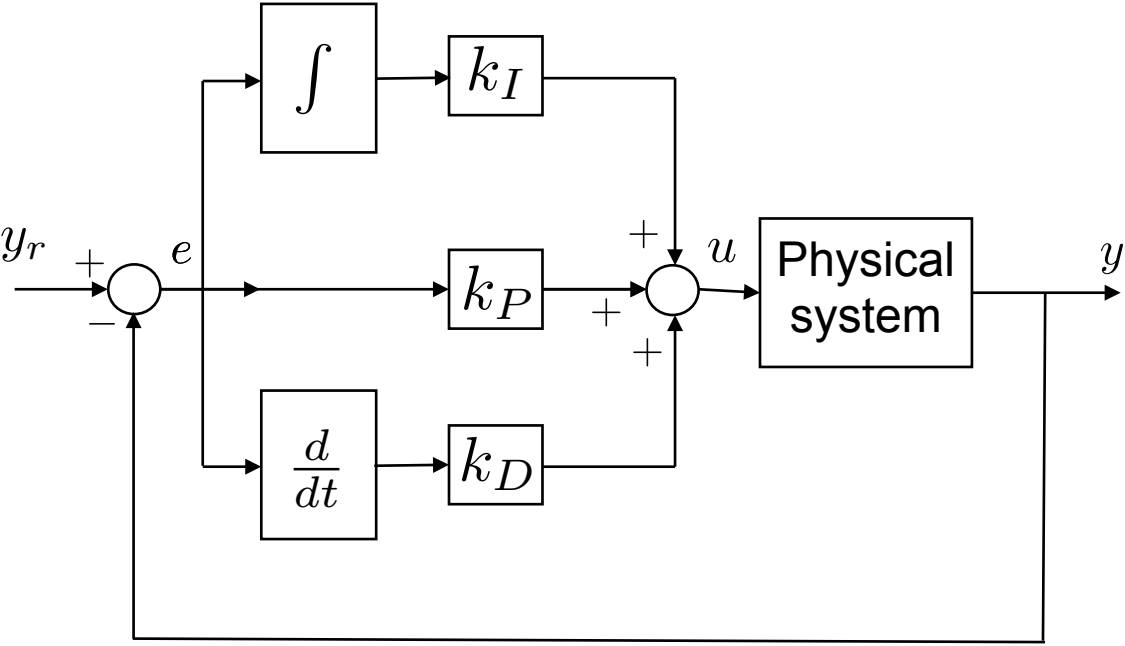 ∫
k_I
y_r
+
−
e
k_P
+
+
+
u
Physical
system
y
d
dt
k_D